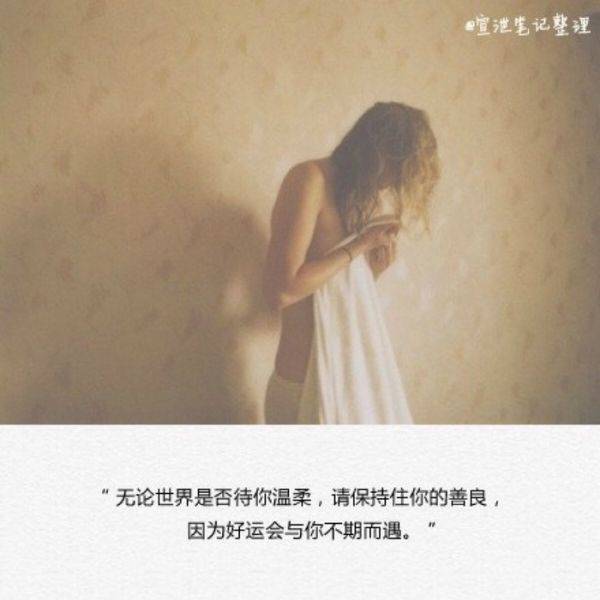 @喧泄笔记整理
“ 无论世界是否待你温柔，请保持住你的善良，
因为好运会与你不期而遇。”